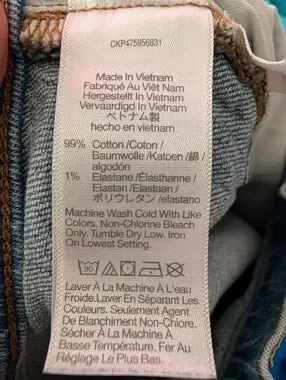 CKP475956831
Made In Vietnam
Fabriqué Au Viêt Nam
Hergestellt In Vietnam
Vervaardigd In Vietnam
ベトナム製
hecho en vietnam
99% Cotton /Coton /
Baumwolle /Katoen /綿 /
algodón
1% Elastane /Élasthanne /
Elastan /Elastaan /
ポリウレタン /elastano
Machine Wash Cold With Like
Colors. Non-Chlorine Bleach
Only. Tumble Dry Low. Iron
On Lowest Setting.
30
Laver À La Machine À L'eau
Froide.Laver En Séparant Les
Couleurs. Seulement Agent
De Blanchiment Non-Chlorant.
Sécher À La Machine À
Basse Température. Fer Au
Réglage Le Plus Bas.